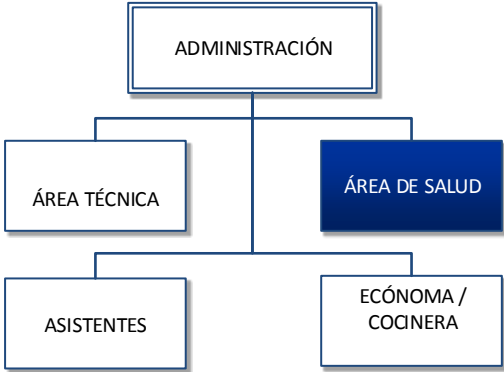 ADMINISTRACIÓN
ÁREA TÉCNICA
ÁREA DE SALUD
ASISTENTES
ECÓNOMA /
COCINERA